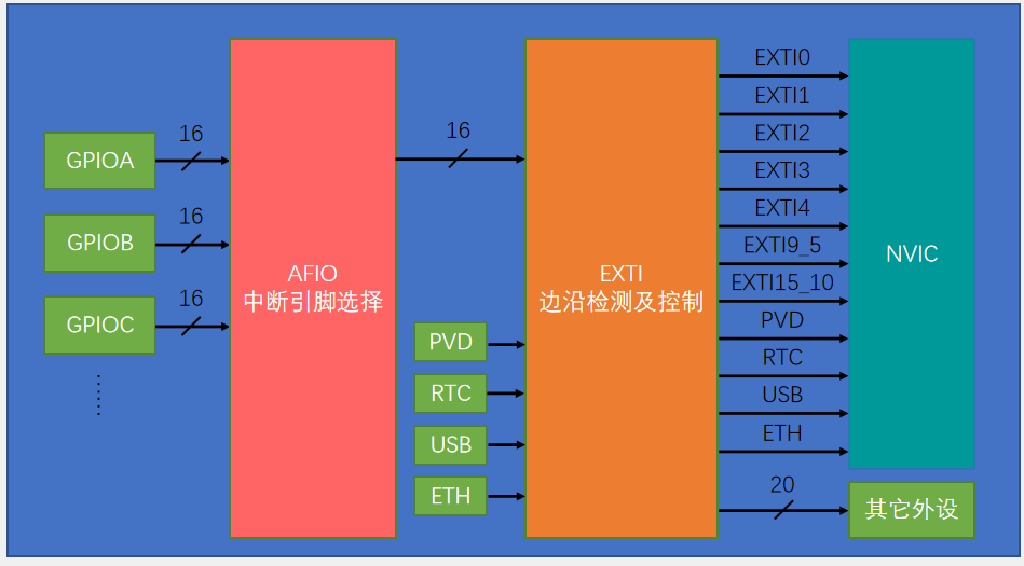 GPIOA
16
GPIOB
16
GPIOC
16
AFIO
中断引脚选择
16
PVD
RTC
USB
ETH
EXTI
边沿检测及控制
EXTI0
EXTI1
EXTI2
EXTI3
EXTI4
EXTI9_5
EXTI15_10
PVD
RTC
USB
ETH
20
NVIC
其它外设